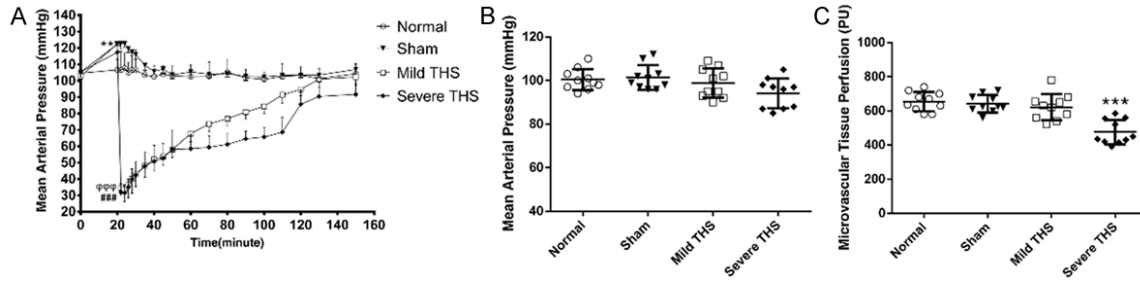 A
Mean Arterial Pressure (mmHg)
140
130
120
110
100
90
80
70
60
50
40
30
20
**
φφφ
###
0
20
40
60
80
100
120
140
160
Time(minute)
Normal
Sham
Mild THS
Severe THS
B
Mean Arterial Pressure (mmHg)
120
100
80
60
40
Normal
Sham
Mild THS
Severe THS
C
Microvascular Tissue Perfusion (PU)
1000
800
600
400
200
0
***
Normal
Sham
Mild THS
Severe THS